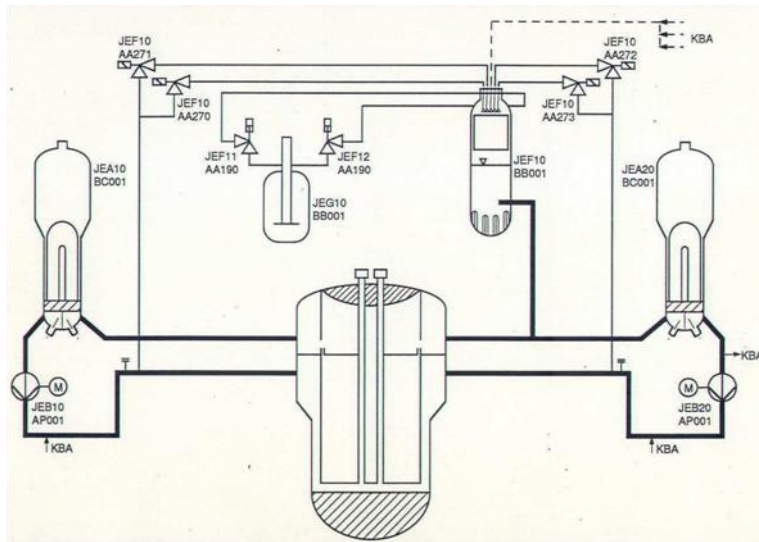 JEF10
AA271
JEF10
AA270
JEF10
AA272
KBA
JEF10
AA273
JEA10
BC001
JEF11
AA190
JEF12
AA190
JEF10
BB001
JEG10
BB001
JEA20
BC001
M
JEB10
AP001
KBA
KBA
M
JEB20
AP001
KBA